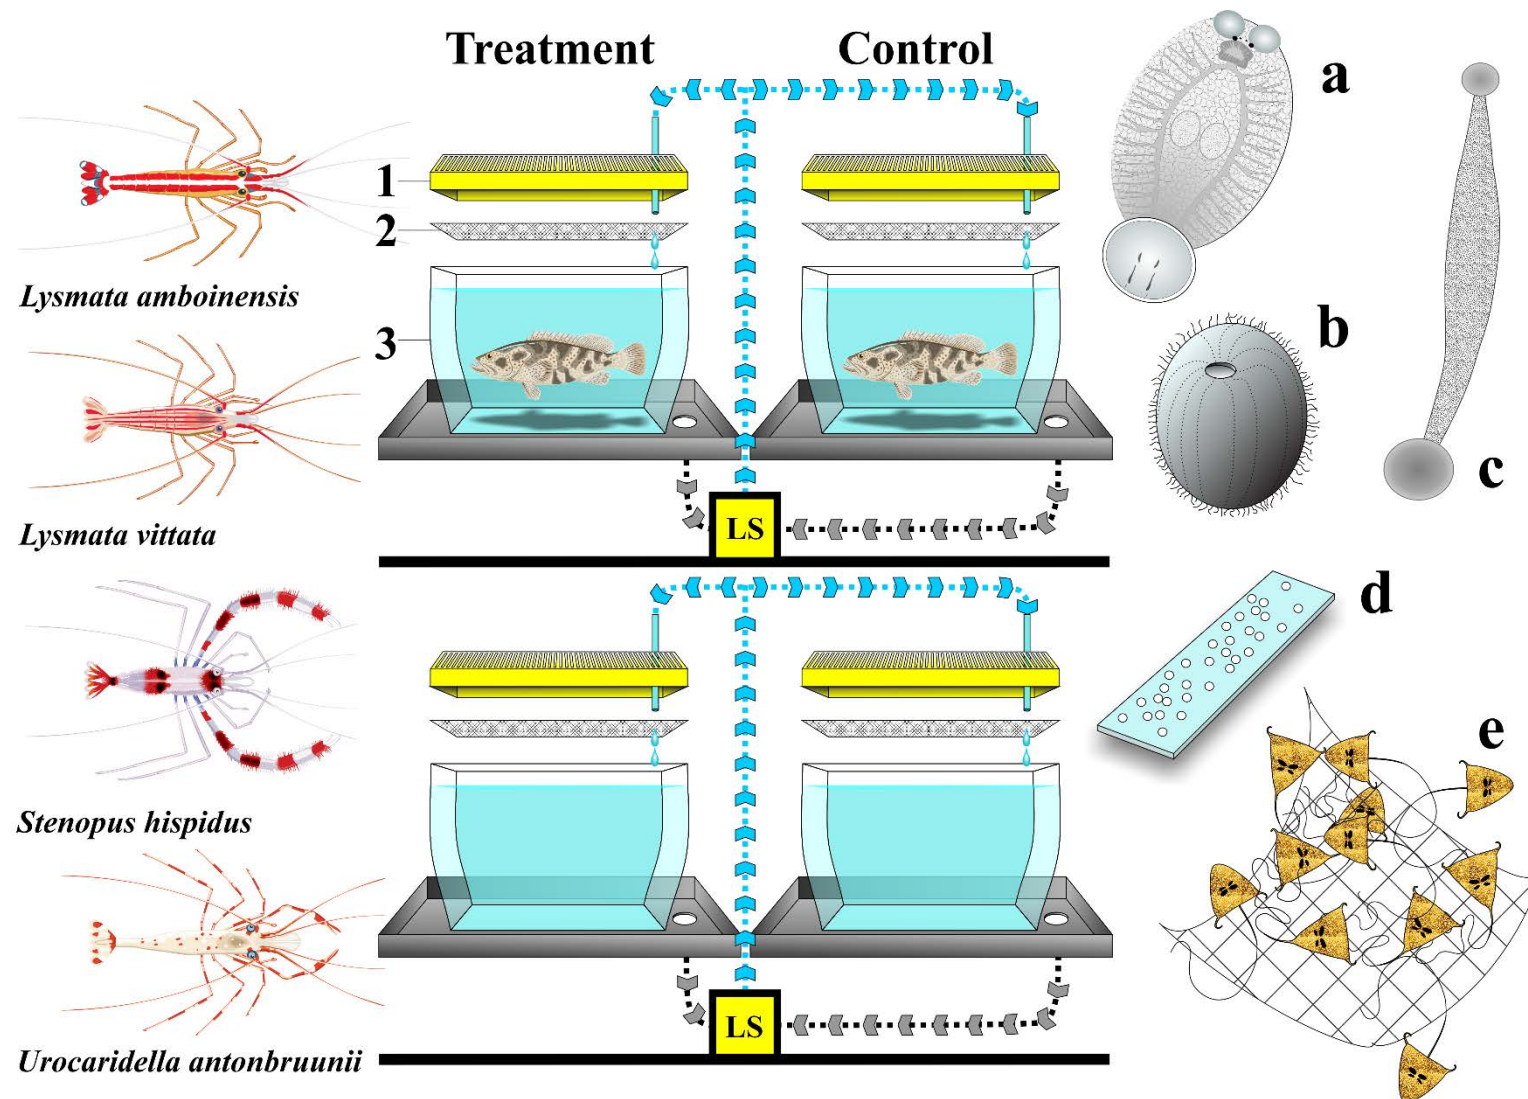 Treatment
Control
a
1
2
Lysmata amboinensis
b
3
c
LS
Lysmata vittata
d
e
Stenopus hispidus
LS
Urocaridella antonbruunii